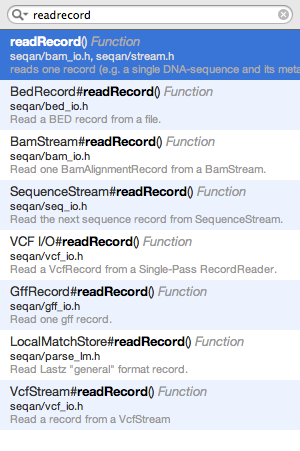 readrecord
readRecord() Function
seqan/bam_io.h, seqan/stream.h
reads one record (e.g. a single DNA-sequence and its meta
BedRecord#readRecord() Function
seqan/bed_io.h
Read a BED record from a file.
BamStream#readRecord() Function
seqan/bam_io.h
Read one BamAlignmentRecord from a BamStream.
SequenceStream#readRecord() Function
seqan/seq_io.h
Read the next sequence record from SequenceStream.
VCF I/O#readRecord() Function
seqan/vcf_io.h
Read a VcfRecord from a Single-Pass RecordReader.
GffRecord#readRecord() Function
seqan/gff_io.h
Read one gff record.
LocalMatchStore#readRecord() Function
seqan/parse_lm.h
Read Lastz "general" format record.
VcfStream#readRecord() Function
seqan/vcf_io.h
Read a record from a VcfStream